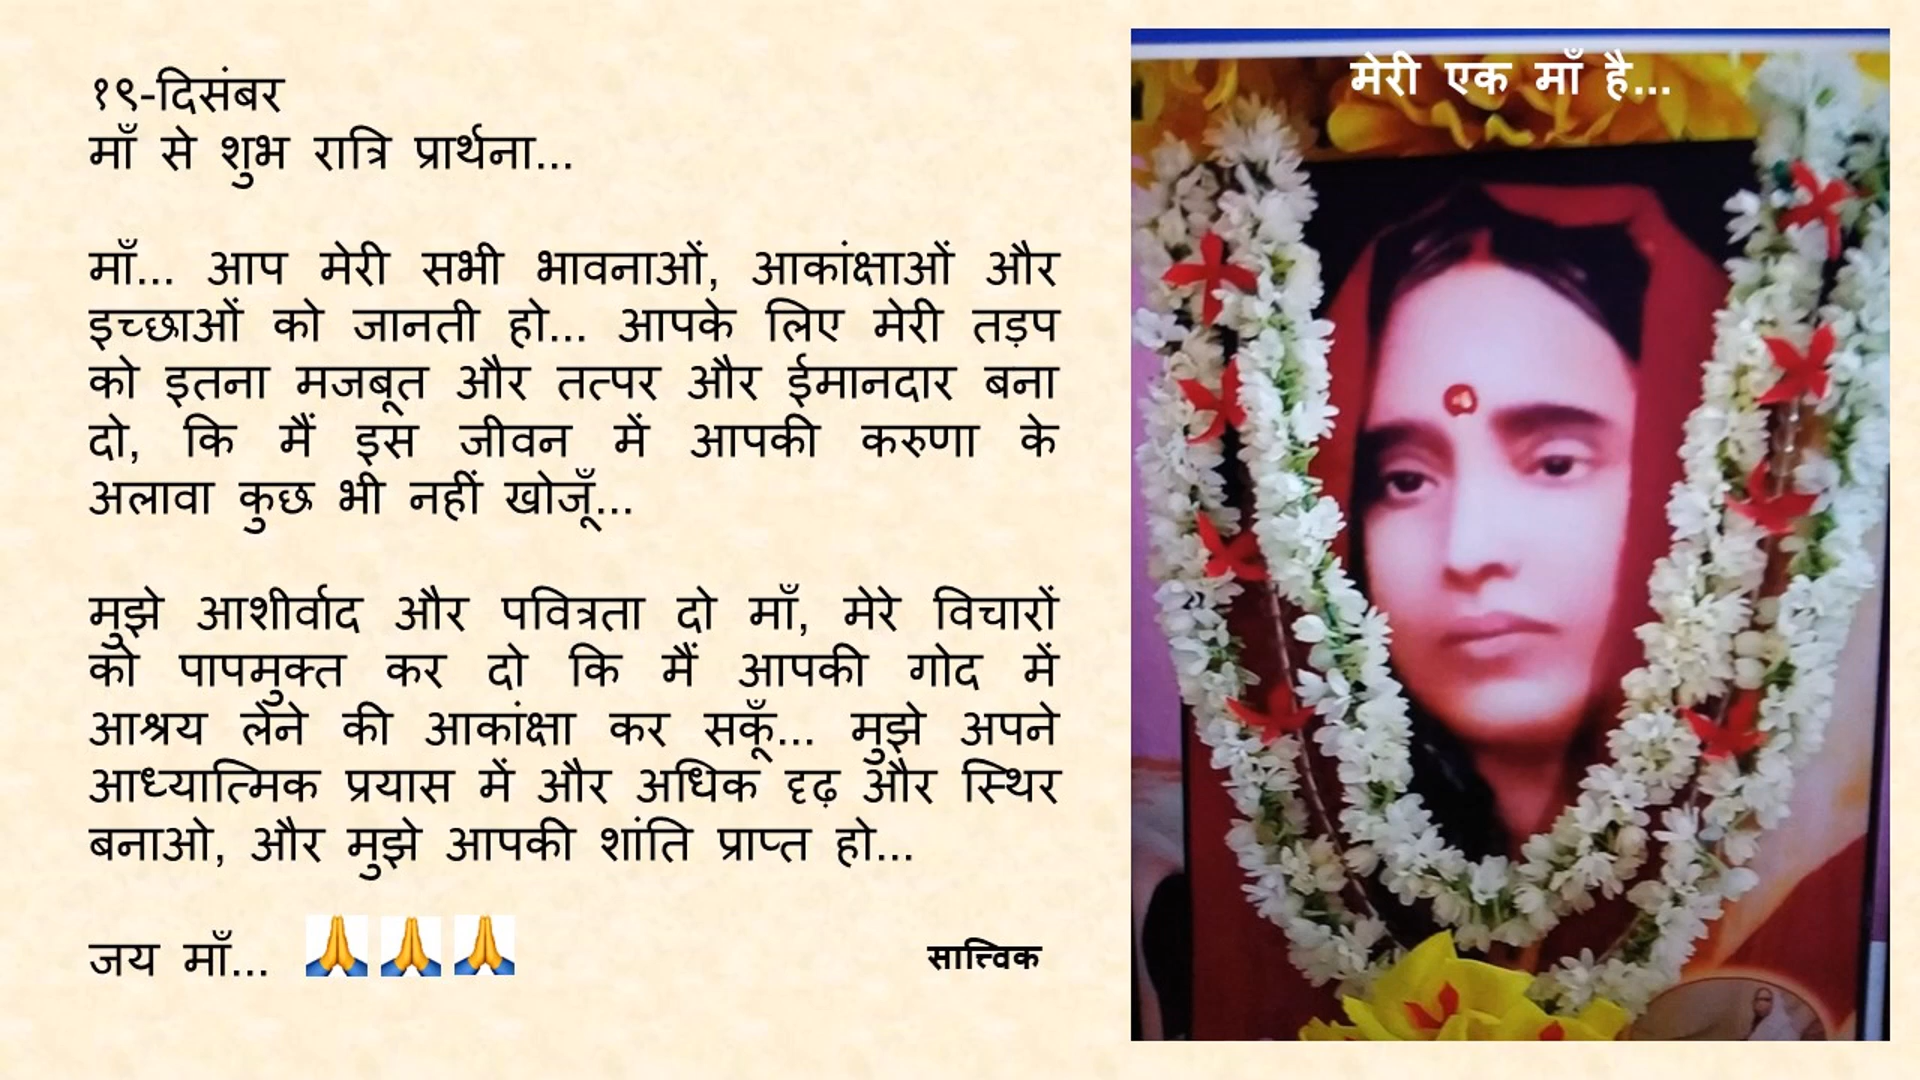 १९-दिसंबर
माँ से शुभ रात्रि प्रार्थना...
माँ... आप मेरी सभी भावनाओं, आकांक्षाओं और
इच्छाओं को जानती हो... आपके लिए मेरी तड़प
को इतना मजबूत और तत्पर और ईमानदार बना
दो, कि मैं इस जीवन में आपकी करुणा के
अलावा कुछ भी नहीं खोजूँ...
मुझे आशीर्वाद और पवित्रता दो माँ, मेरे विचारों
को पापमुक्त कर दो कि मैं आपकी गोद में
आश्रय लेने की आकांक्षा कर सकूँ... मुझे अपने
आध्यात्मिक प्रयास में और अधिक दृढ़ और स्थिर
बनाओ, और मुझे आपकी शांति प्राप्त हो...
जय माँ... 🙏🙏🙏
सात्त्विक
मेरी एक माँ है...